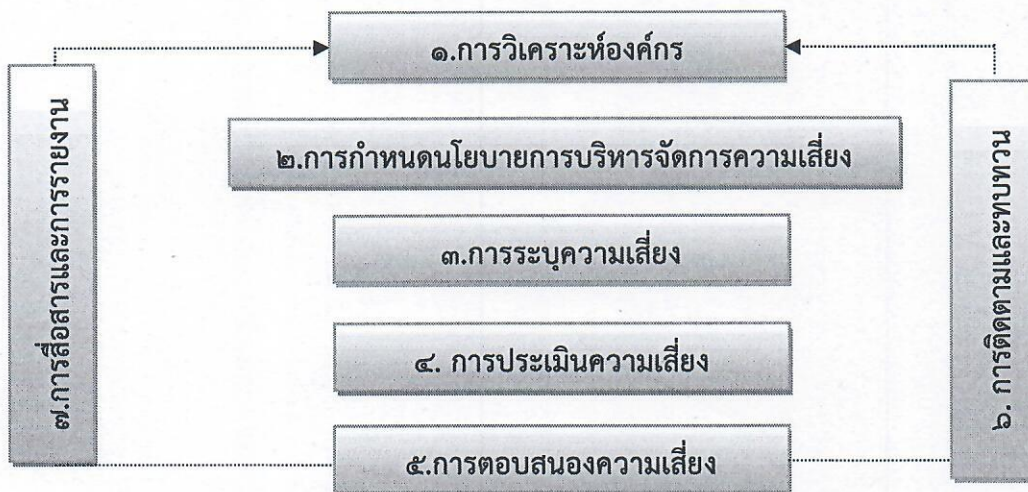 ๑.การวิเคราะห์องค์กร
๒.การกำหนดนโยบายการบริหารจัดการความเสี่ยง
๓.การระบุความเสี่ยง
๔. การประเมินความเสี่ยง
๕.การตอบสนองความเสี่ยง
๖. การติดตามและทบทวน
๗.การสื่อสารและการรายงาน